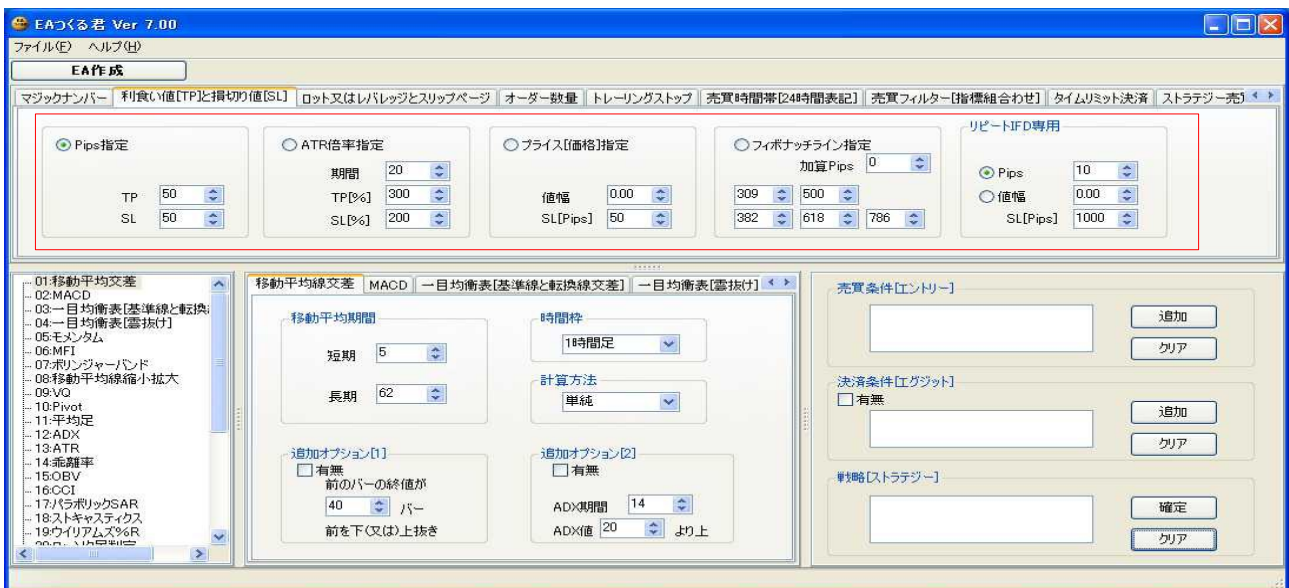 EAつくる君 Ver 7.00
ファイル(F) ヘルプ(H)
EA作成
マジックナンバー 利食い値[TP]と損切り値[SL] ロット又はレバレッジとスリップページ オーダー数量 トレーリングストップ 売買時間帯[24時間表記] 売買フィルター[指標組合わせ] タイムリミット決済 ストラテジー売
Pips指定
TP 50
SL 50
ATR倍率指定
期間 20
TP[%] 300
SL[%] 200
プライス[価格]指定
値幅 0.00
SL[Pips] 50
フィボナッチライン指定
加算Pips 0
309 500
382 618 786
リピートIFD専用
Pips 10
値幅 0.00
SL[Pips] 1000
01:移動平均交差
02:MACD
03:一目均衡表[基準線と転換
04:一目均衡表[雲抜け]
05:モメンタム
06:MFI
07:ボリンジャーバンド
08:移動平均線縮小拡大
09:VQ
10:Pivot
11:平均足
12:ADX
13:ATR
14:乖離率
15:OBV
16:CCI
17:パラボリックSAR
18:ストキャスティクス
19:ウイリアムズ%R
移動平均線交差 MACD 一目均衡表[基準線と転換線交差] 一目均衡表[雲抜け]
移動平均期間
短期 5
長期 62
時間枠
1時間足
計算方法
単純
追加オプション[1]
有無
前のバーの終値が
40 バー
前を下(又は)上抜き
追加オプション[2]
有無
ADX期間 14
ADX値 20 より上
売買条件[エントリー]
追加
クリア
決済条件[エグジット]
有無
追加
クリア
戦略[ストラテジー]
確定
クリア